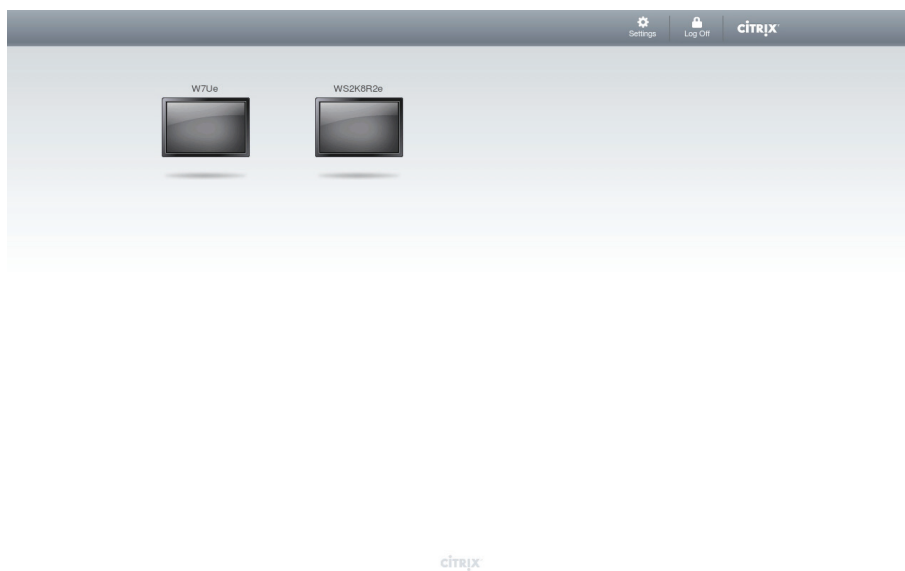 Settings
Log Off
CITRIX
W7Ue
WS2K8R2e
CITRIX